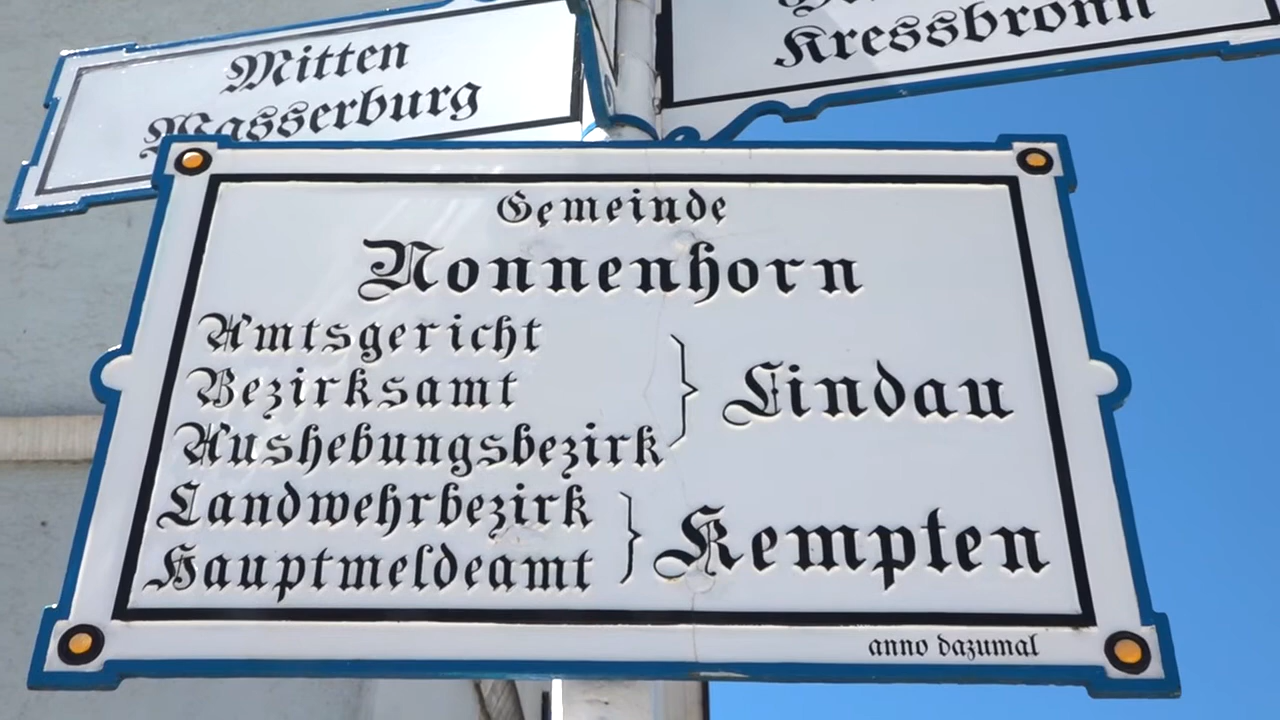 Mitten
Wasserburg
Kressbronn
Gemeinde
Nonnenhorn
Amtsgericht
Bezirksamt
Aushebungsbezirk
Lindau
Landwehrbezirk
Hauptmeldeamt
Kempten
anno dazumal